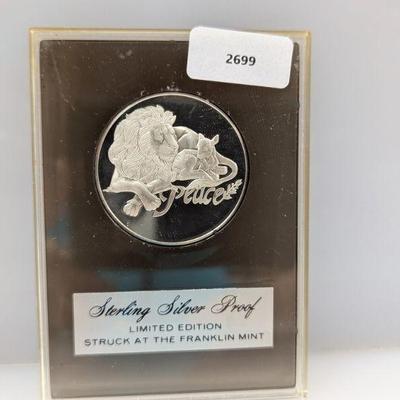 2699
Peace
Sterling Silver Proof
LIMITED EDITION
STRUCK AT THE FRANKLIN MINT